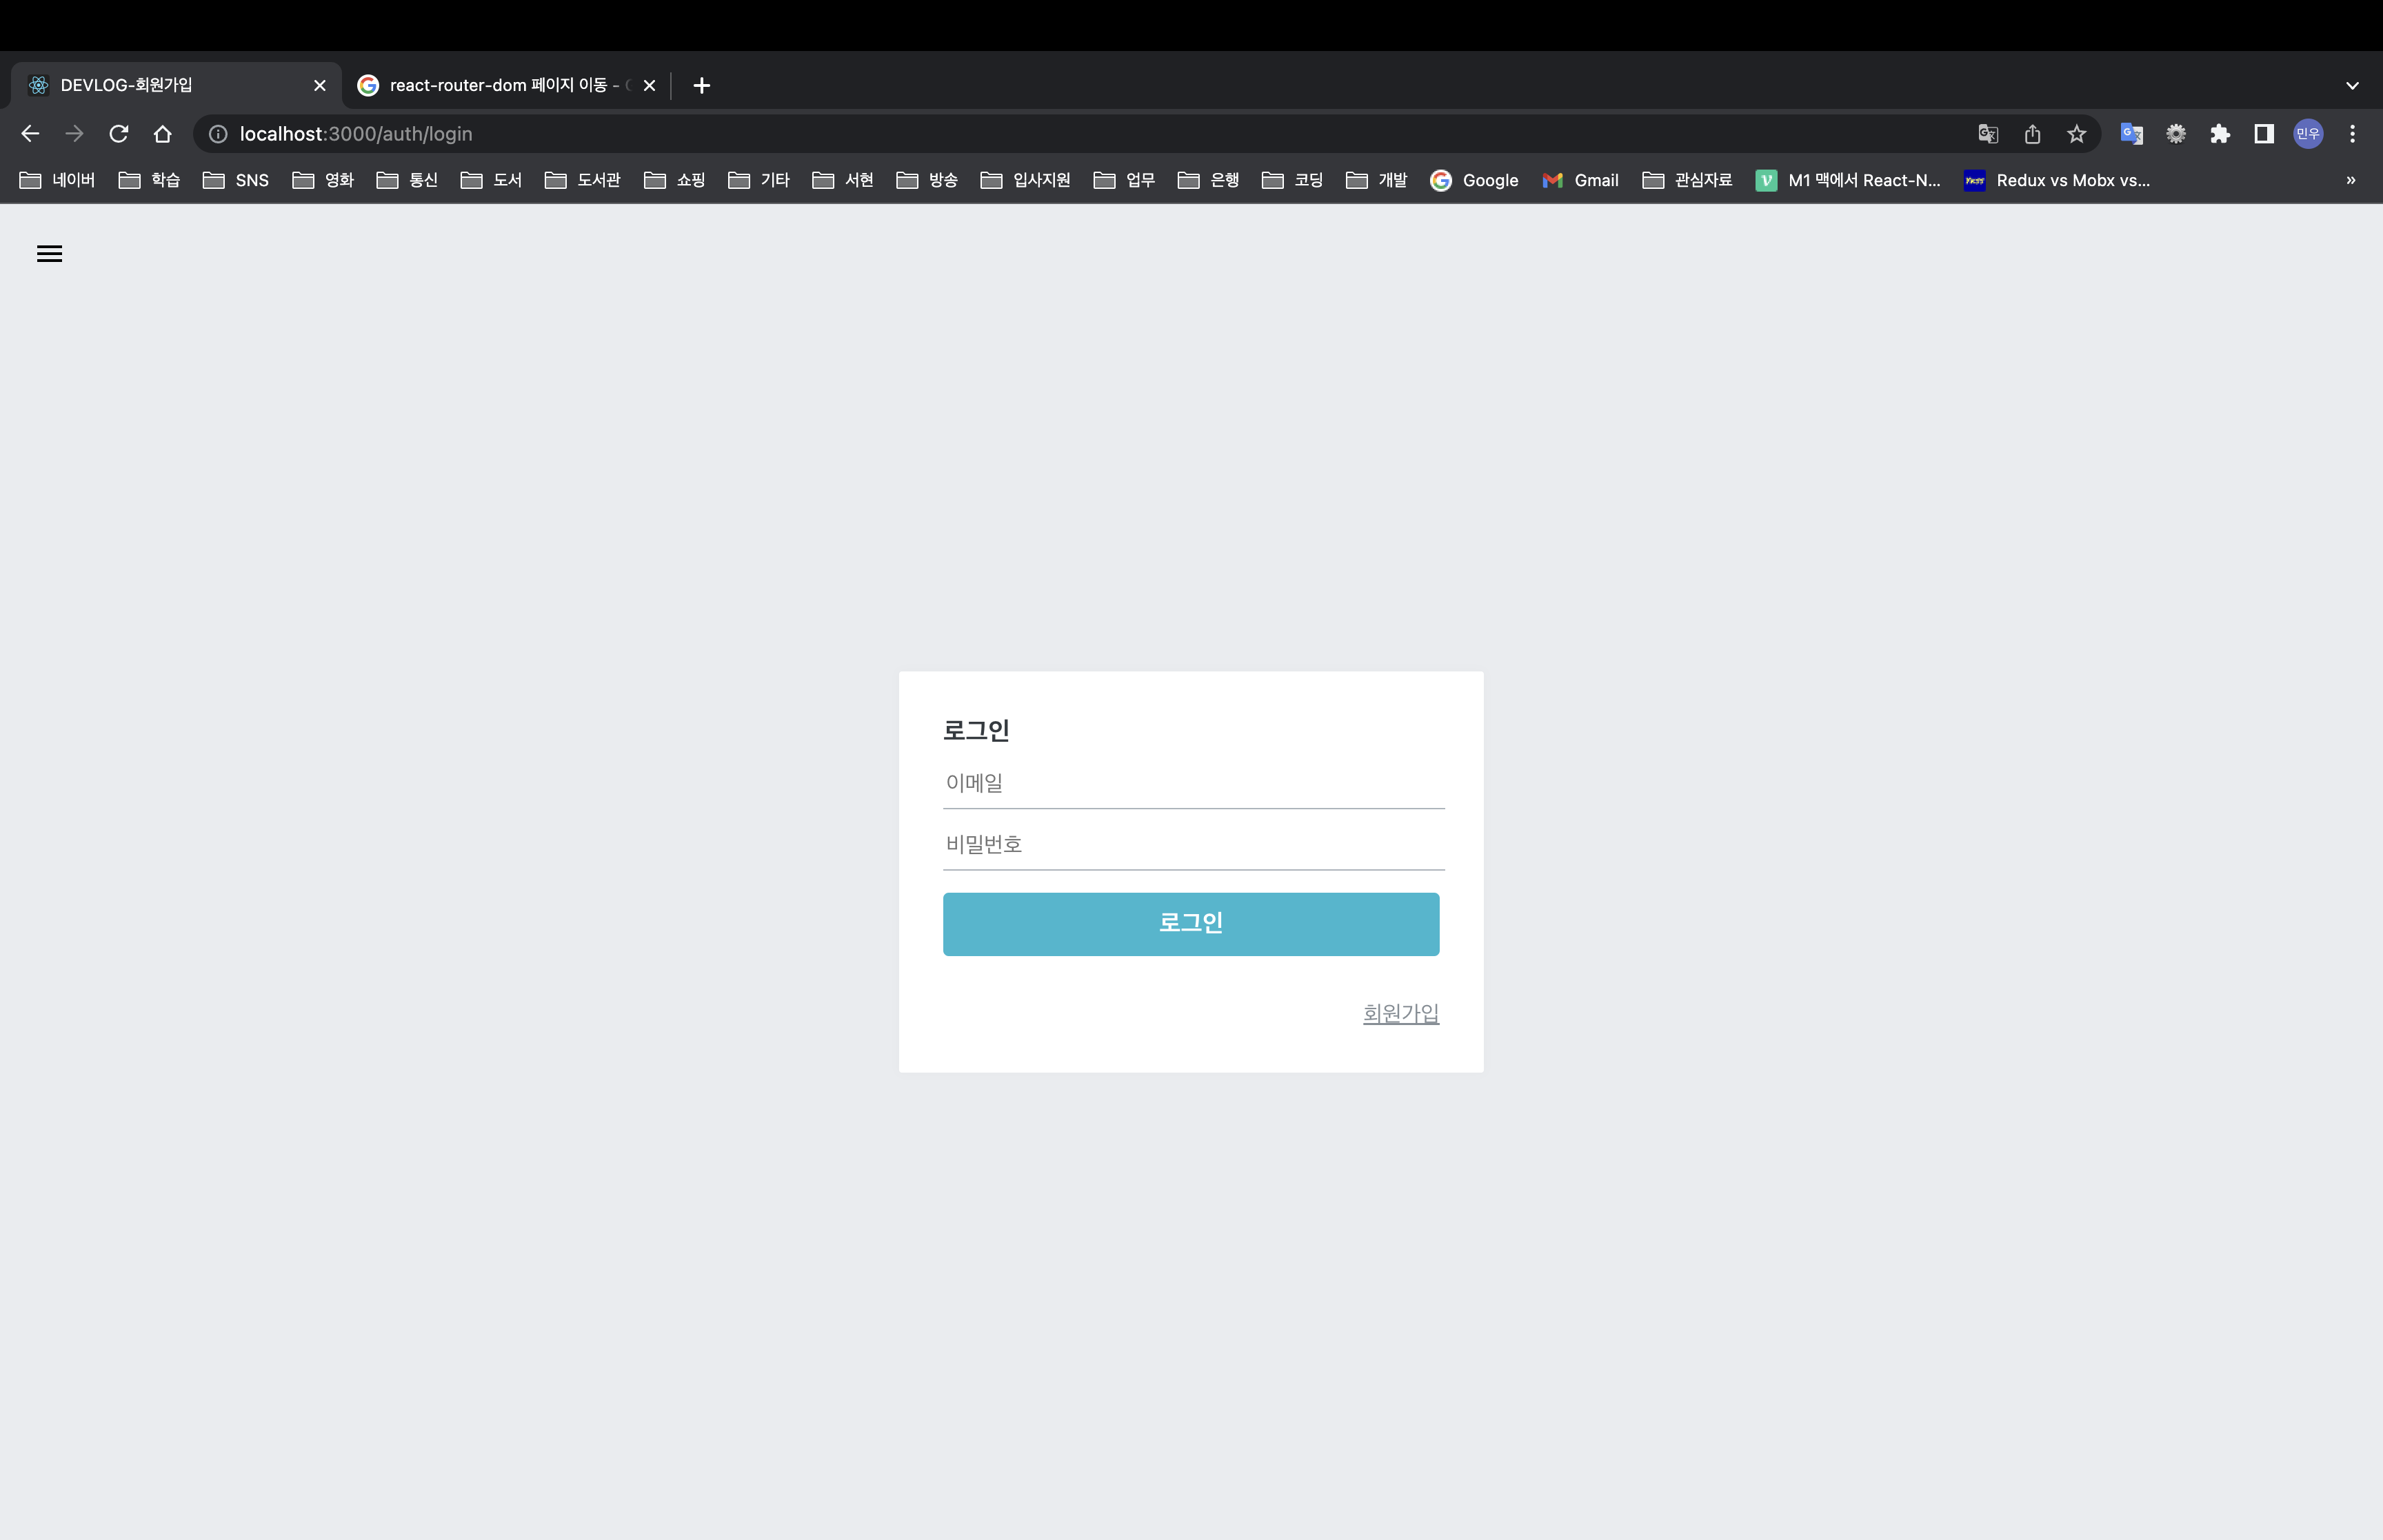 DEVLOG-회원가입
react-router-dom 페이지 이동 -
localhost:3000/auth/login
민우
네이버 학습 SNS 영화 통신 도서 도서관 쇼핑 기타 서현 방송 입사지원 업무 은행 코딩 개발 Google Gmail 관심자료 M1 맥에서 React-N... Redux vs Mobx vs...
로그인
이메일
비밀번호
로그인
회원가입